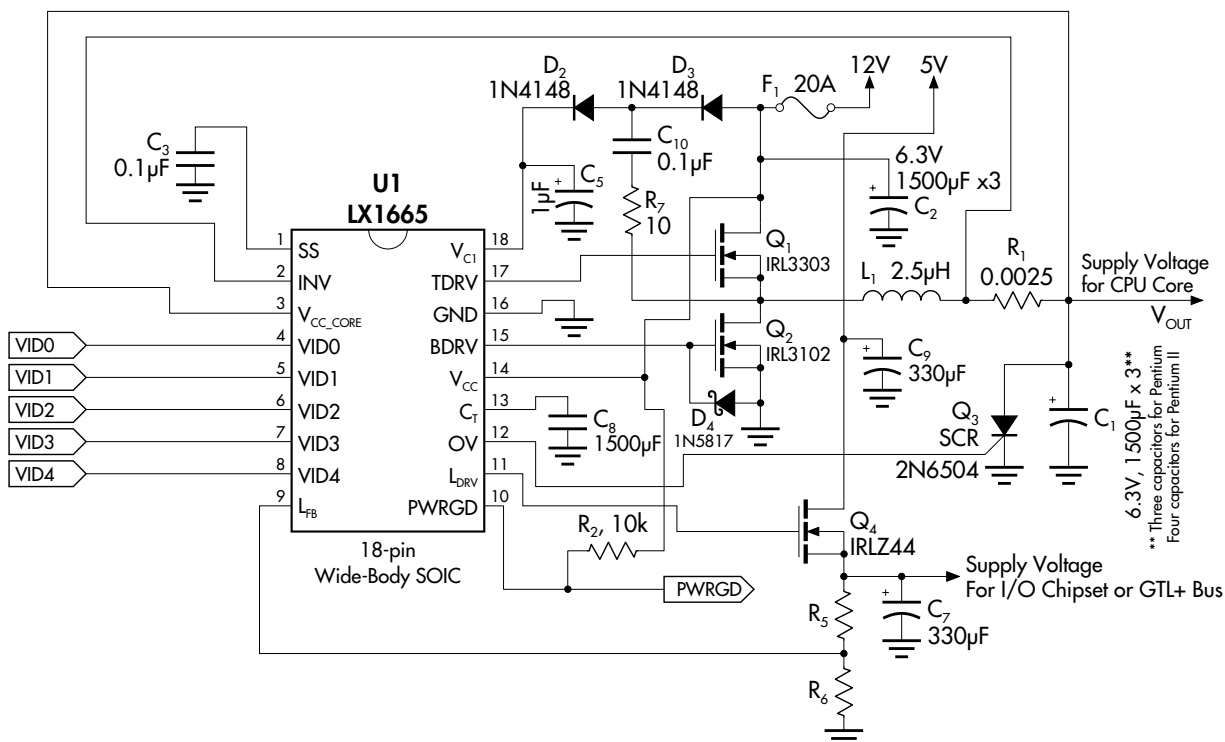 12V
5V
F1 20A
D2
1N4148
D3
1N4148
C3
0.1µF
C10
0.1µF
6.3V
1500µF x3
C2
+
U1
LX1665
+
1µF
C5
R7
10
1
SS
VC1
18
2
INV
TDRV
17
3
VCC_CORE
GND
16
4
VID0
BDRV
15
5
VID1
VCC
14
6
VID2
CT
13
7
VID3
OV
12
8
VID4
LDRV
11
9
LFB
PWRGD
10
VID0
VID1
VID2
VID3
VID4
18-pin
Wide-Body SOIC
Q1
IRL3303
L1
2.5µH
R1
0.0025
Supply Voltage
for CPU Core
VOUT
Q2
IRL3102
D4
1N5817
+
C9
330µF
C8
1500µF
Q3
SCR
2N6504
+
C1
6.3V, 1500µF x 3**
** Three capacitors for Pentium
Four capacitors for Pentium II
R2, 10k
PWRGD
Q4
IRLZ44
Supply Voltage
For I/O Chipset or GTL+ Bus
R5
+
C7
330µF
R6